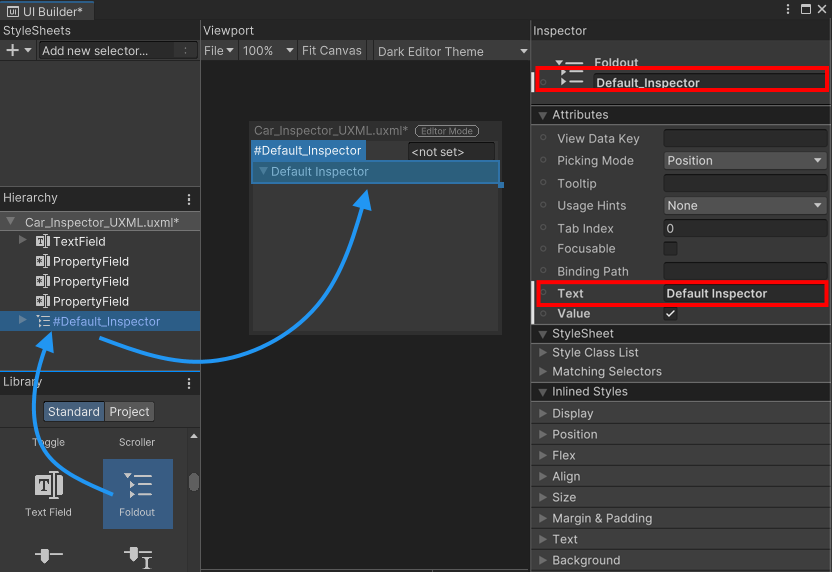 UI Builder*
StyleSheets
Add new selector...
Viewport
File
100%
Fit Canvas
Dark Editor Theme
Inspector
Foldout
Default_Inspector
Attributes
View Data Key
Picking Mode
Position
Tooltip
Usage Hints
None
Tab Index
0
Focusable
Binding Path
Text
Default Inspector
Value
StyleSheet
Style Class List
Matching Selectors
Inlined Styles
Display
Position
Flex
Align
Size
Margin & Padding
Text
Background
Car_Inspector_UXML.uxml*
Editor Mode
#Default_Inspector
<not set>
Default Inspector
Hierarchy
Car_Inspector_UXML.uxml*
TextField
PropertyField
PropertyField
PropertyField
#Default_Inspector
Library
Standard
Project
Toggle
Scroller
Text Field
Foldout